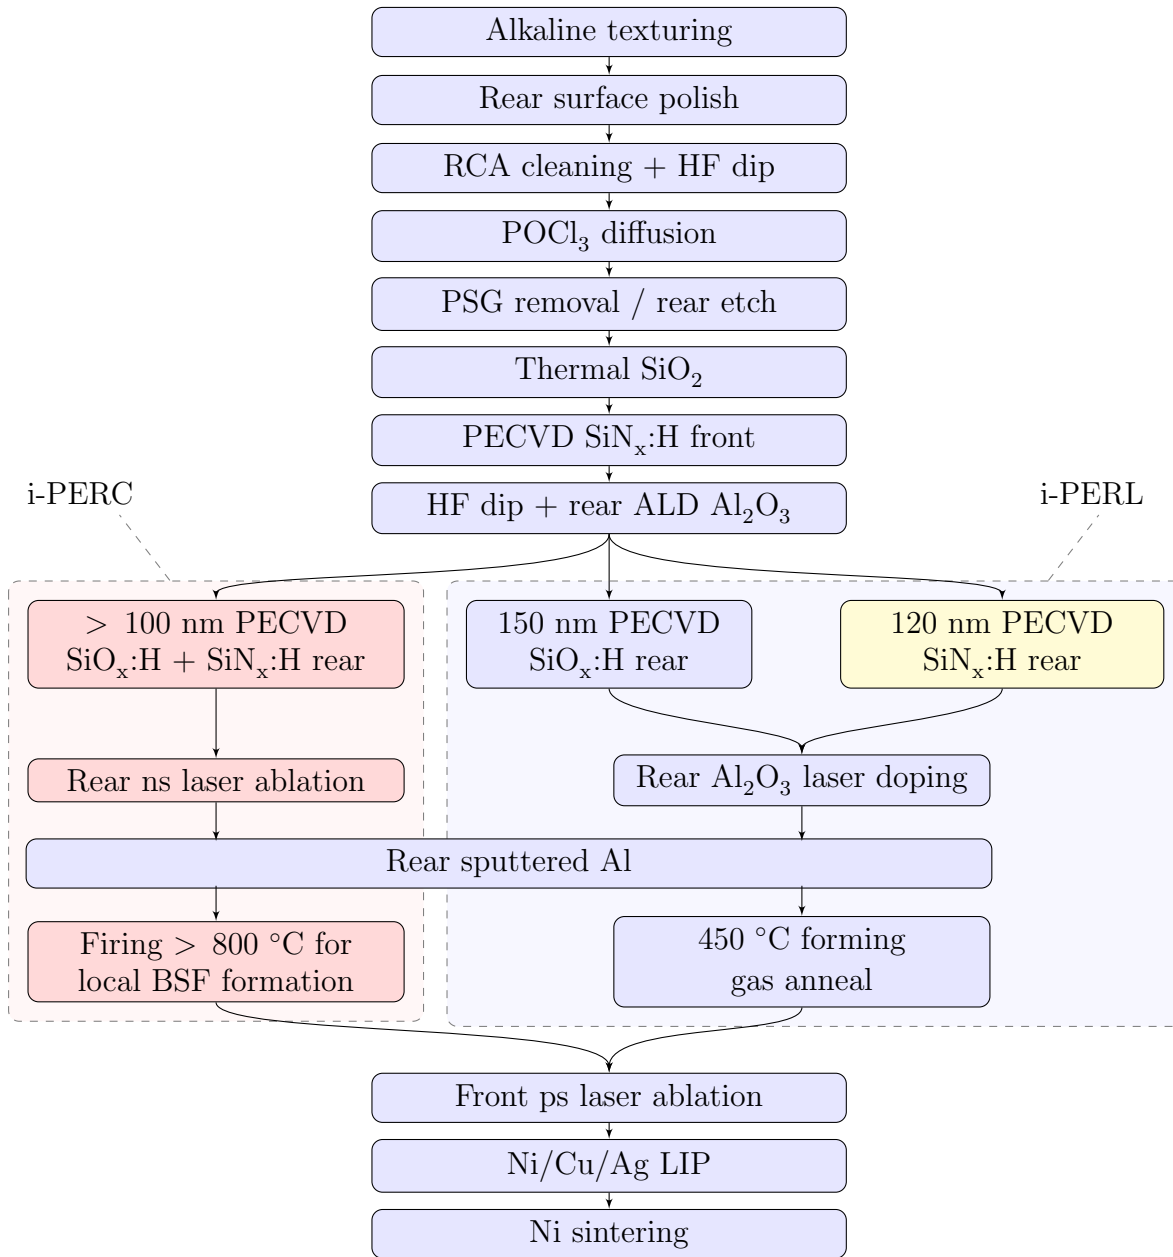 Alkaline texturing
Rear surface polish
RCA cleaning + HF dip
POCl₃ diffusion
PSG removal / rear etch
Thermal SiO₂
PECVD SiNₓ:H front
i-PERC
HF dip + rear ALD Al₂O₃
i-PERL
> 100 nm PECVD
SiOₓ:H + SiNₓ:H rear
150 nm PECVD
SiOₓ:H rear
120 nm PECVD
SiNₓ:H rear
Rear ns laser ablation
Rear Al₂O₃ laser doping
Rear sputtered Al
Firing > 800 °C for
local BSF formation
450 °C forming
gas anneal
Front ps laser ablation
Ni/Cu/Ag LIP
Ni sintering